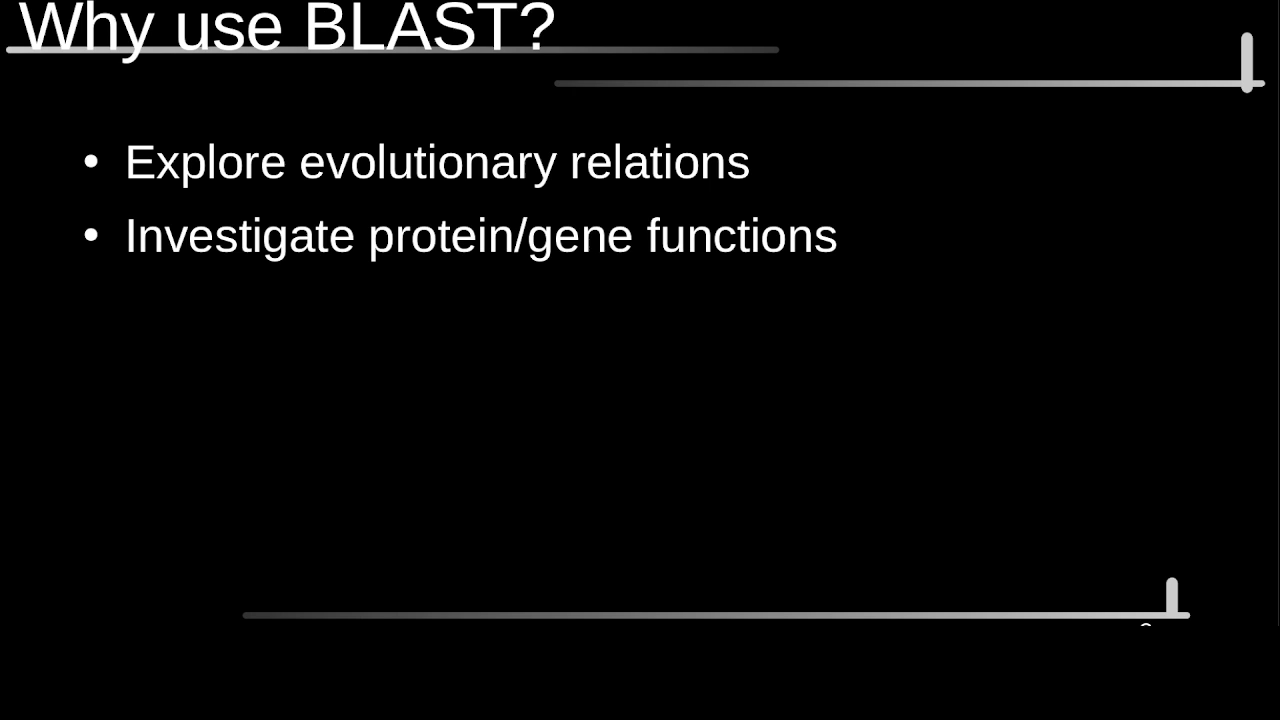 Why use BLAST?
• Explore evolutionary relations
• Investigate protein/gene functions